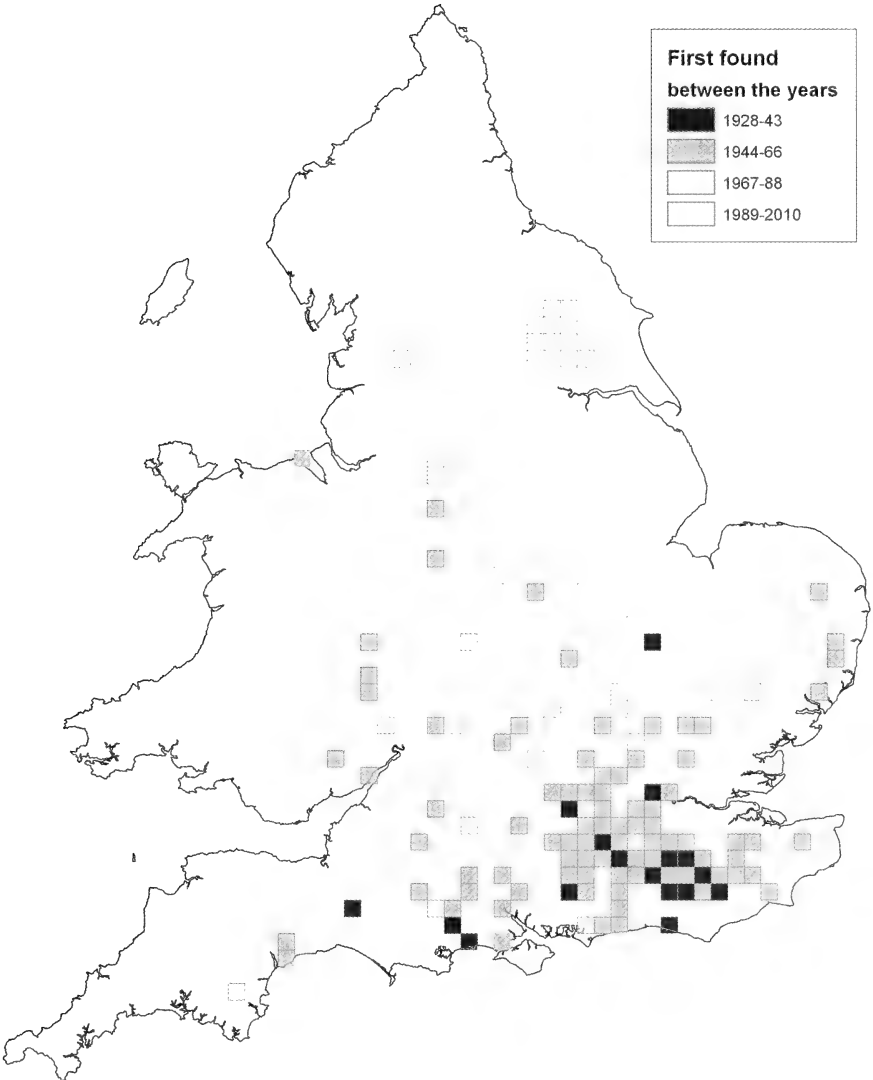 First found
between the years
1928-43
1944-66
1967-88
1989-2010